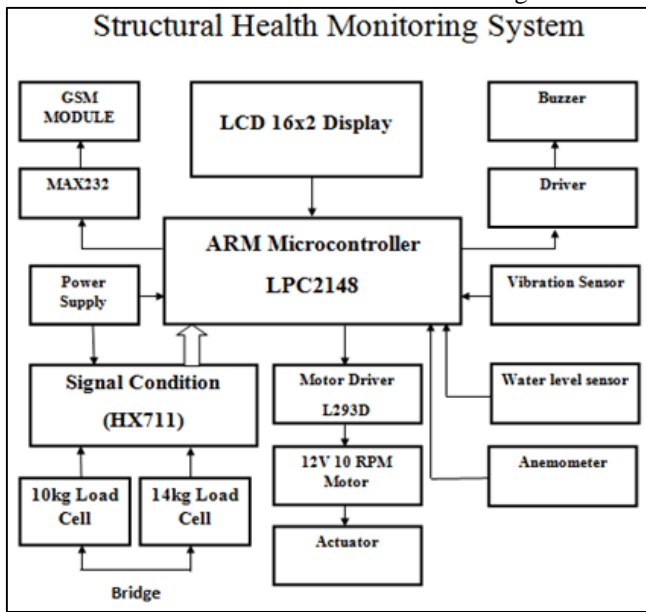 Structural Health Monitoring System
GSM
MODULE
LCD 16x2 Display
Buzzer
MAX232
Driver
ARM Microcontroller
LPC2148
Power
Supply
Vibration Sensor
Signal Condition
(HX711)
Motor Driver
L293D
Water level sensor
12V 10 RPM
Motor
Anemometer
10kg Load
Cell
14kg Load
Cell
Actuator
Bridge